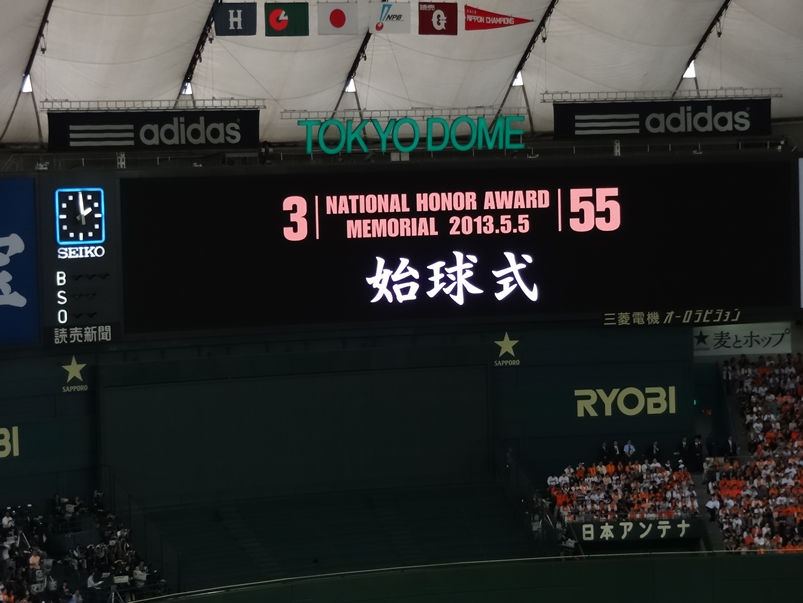 H
NPB
G
NIPPON CHAMPIONS
adidas
TOKYO DOME
adidas
3 NATIONAL HONOR AWARD 55
MEMORIAL 2013.5.5
始球式
SEIKO
B
S
O
読売新聞
三菱電機 オーロラビジョン
麦とホップ
SAPPORO
SAPPORO
RYOBI
BI
日本アンテナ